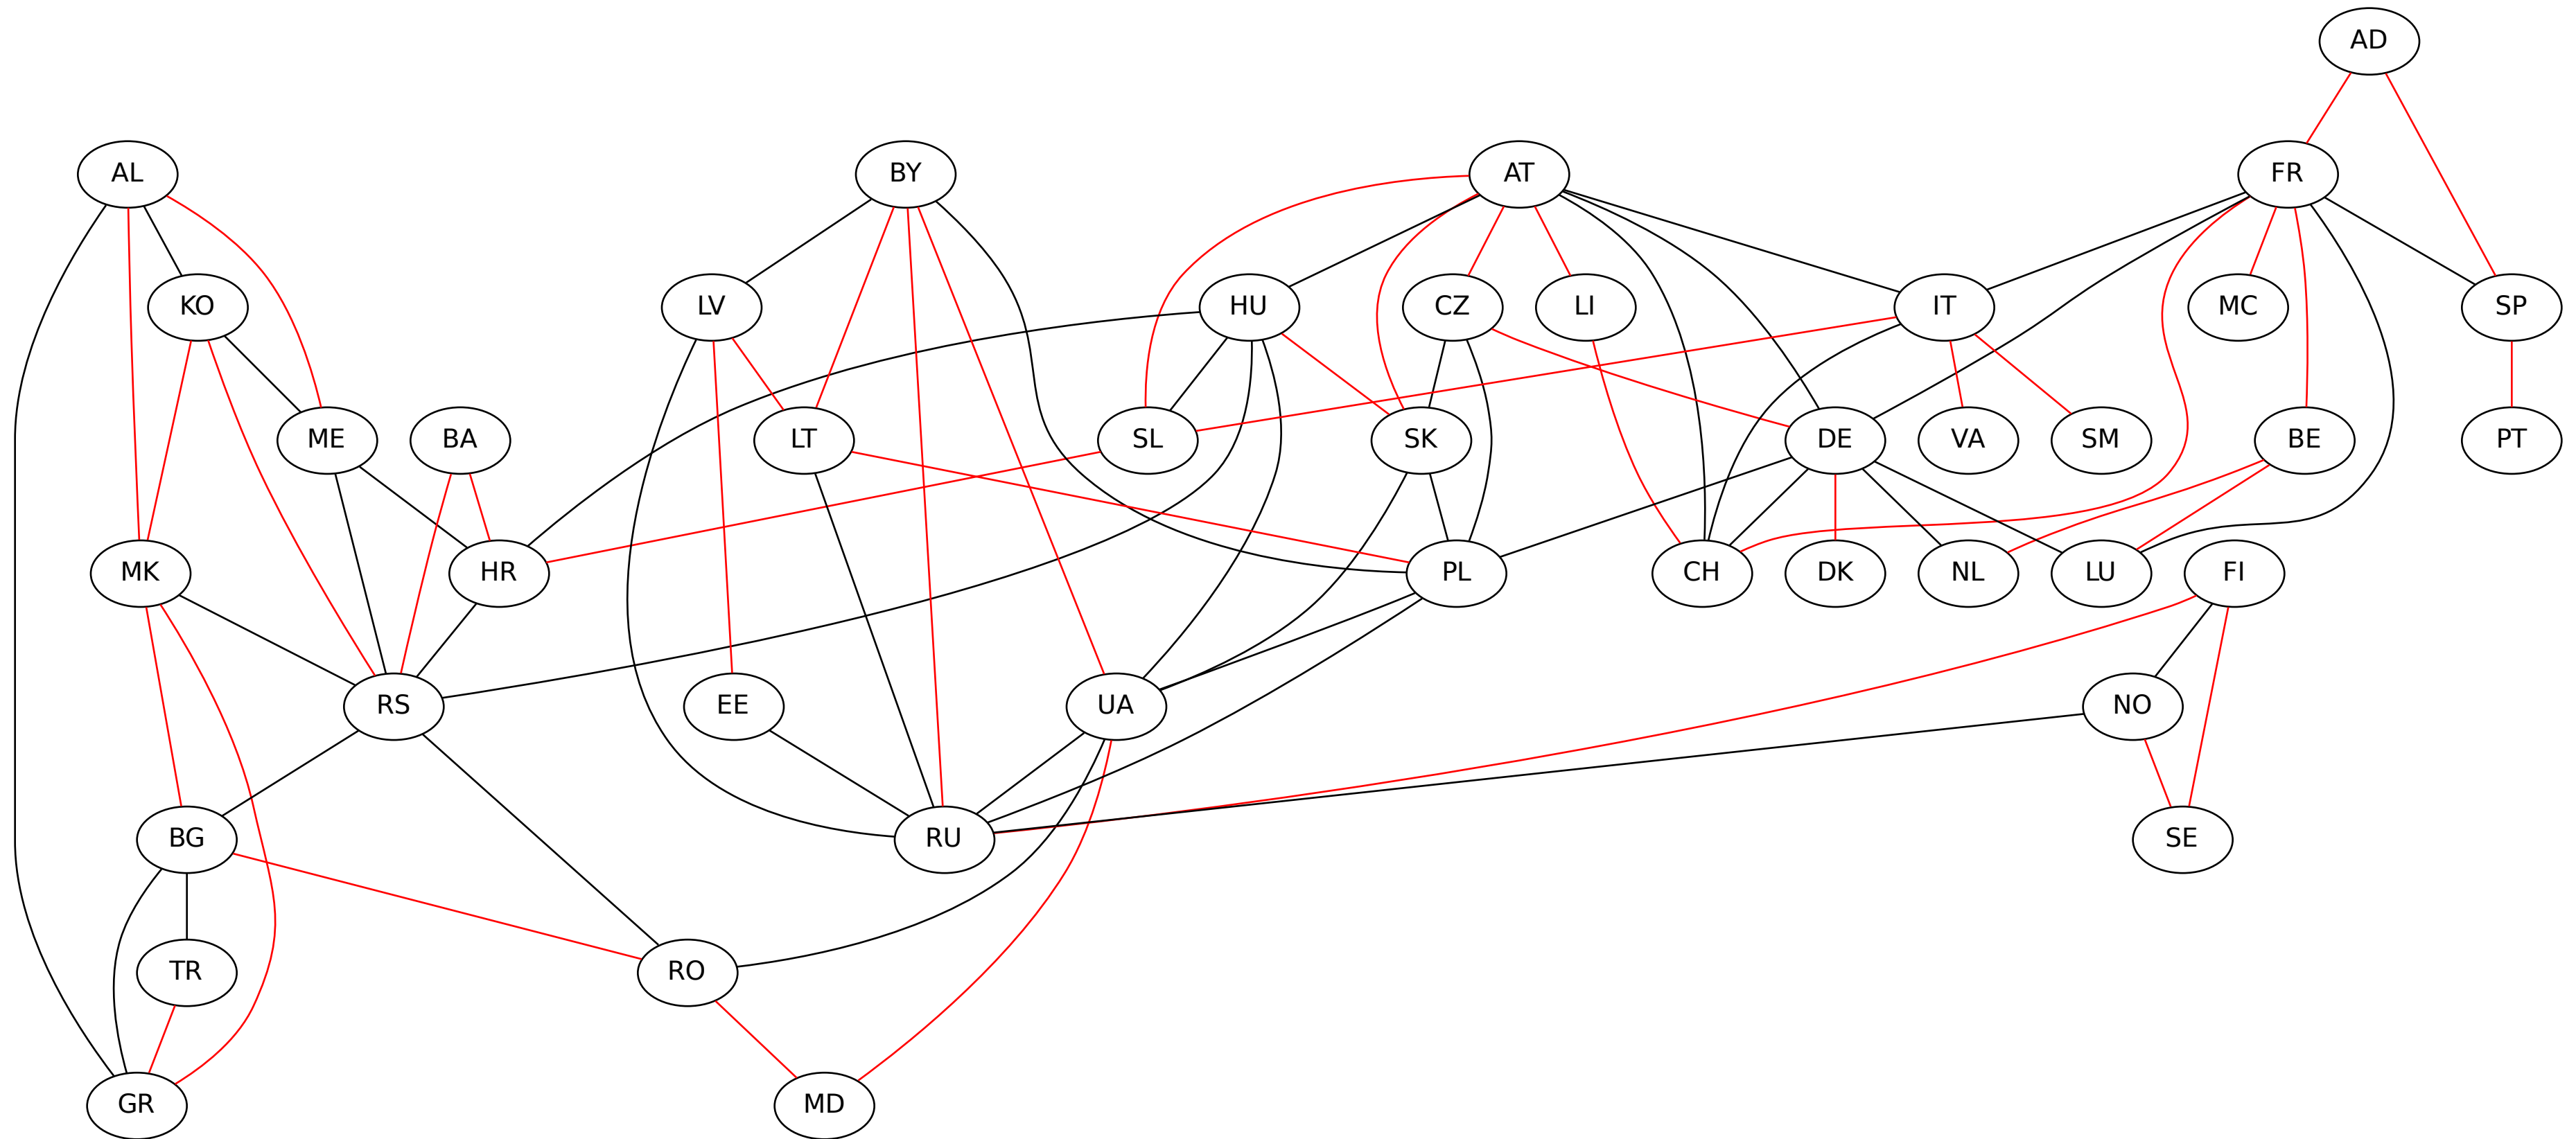 AD
AL
BY
AT
FR
KO
LV
HU
CZ
LI
IT
MC
SP
ME
BA
LT
SL
SK
DE
VA
SM
BE
PT
MK
HR
PL
CH
DK
NL
LU
FI
RS
EE
UA
NO
BG
RU
SE
TR
RO
GR
MD